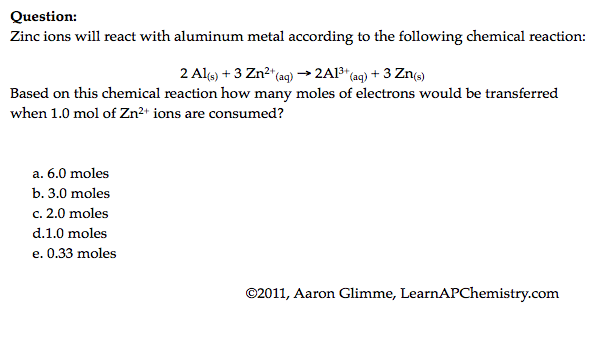 Question:
Zinc ions will react with aluminum metal according to the following chemical reaction:
2 Al(s) + 3 Zn²⁺(aq) → 2Al³⁺(aq) + 3 Zn(s)
Based on this chemical reaction how many moles of electrons would be transferred
when 1.0 mol of Zn²⁺ ions are consumed?
a. 6.0 moles
b. 3.0 moles
c. 2.0 moles
d.1.0 moles
e. 0.33 moles
©2011, Aaron Glimme, LearnAPChemistry.com